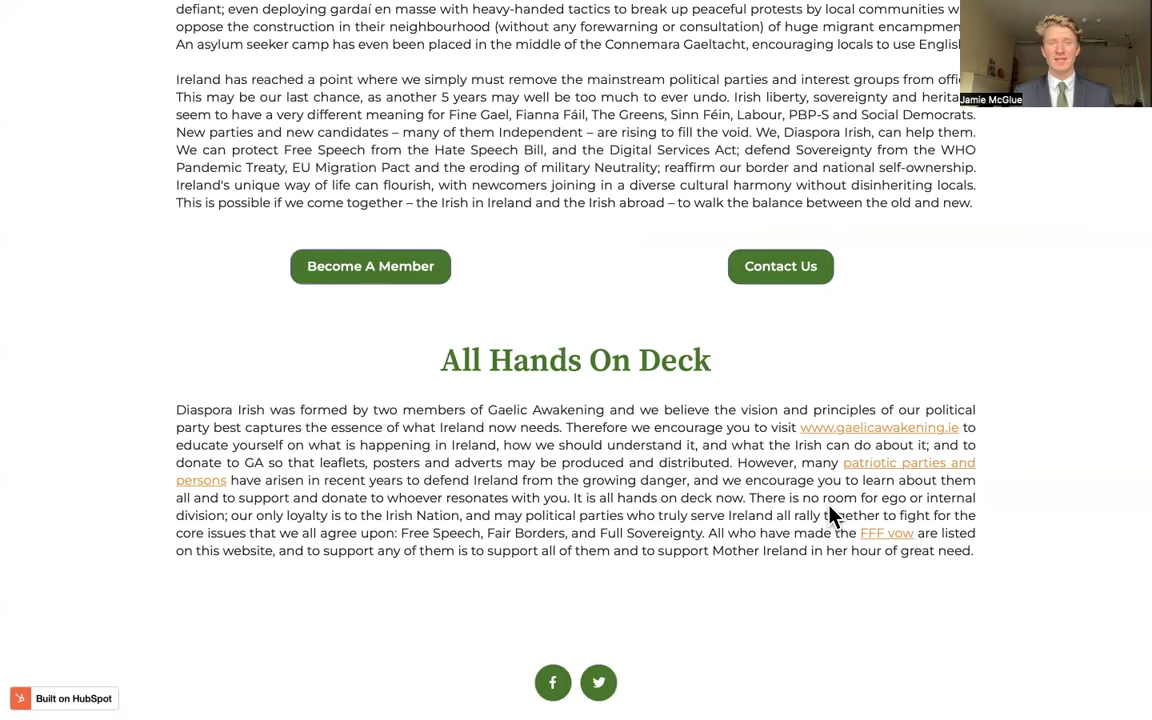 defiant; even deploying gardaí en masse with heavy-handed tactics to break up peaceful protests by local communities
oppose the construction in their neighbourhood (without any forewarning or consultation) of huge migrant
An asylum seeker camp has even been placed in the middle of the Connemara Gaeltacht, encouraging locals to use
Ireland has reached a point where we simply must remove the mainstream political parties and interest groups from
This may be our last chance, as another 5 years may well be too much to ever undo. Irish liberty, sovereignty and
Jamie McGlue
seem to have a very different meaning for Fine Gael, Fianna Fáil, The Greens, Sinn Féin, Labour, PBP-S and Social Democrats.
New parties and new candidates – many of them Independent – are rising to fill the void. We, Diaspora Irish, can help them.
We can protect Free Speech from the Hate Speech Bill, and the Digital Services Act; defend Sovereignty from the WHO
Pandemic Treaty, EU Migration Pact and the eroding of military Neutrality; reaffirm our border and national self-ownership.
Ireland's unique way of life can flourish, with newcomers joining in a diverse cultural harmony without disinheriting locals.
This is possible if we come together – the Irish in Ireland and the Irish abroad – to walk the balance between the old and new.
Become A Member
Contact Us
All Hands On Deck
Diaspora Irish was formed by two members of Gaelic Awakening and we believe the vision and principles of our political
party best captures the essence of what Ireland now needs. Therefore we encourage you to visit www.gaelicawakening.ie to
educate yourself on what is happening in Ireland, how we should understand it, and what the Irish can do about it; and to
donate to GA so that leaflets, posters and adverts may be produced and distributed. However, many patriotic parties and
persons have arisen in recent years to defend Ireland from the growing danger, and we encourage you to learn about them
all and to support and donate to whoever resonates with you. It is all hands on deck now. There is no room for ego or internal
division; our only loyalty is to the Irish Nation, and may political parties who truly serve Ireland all rally together to fight for the
core issues that we all agree upon: Free Speech, Fair Borders, and Full Sovereignty. All who have made the FFF vow are listed
on this website, and to support any of them is to support all of them and to support Mother Ireland in her hour of great need.
Built on HubSpot